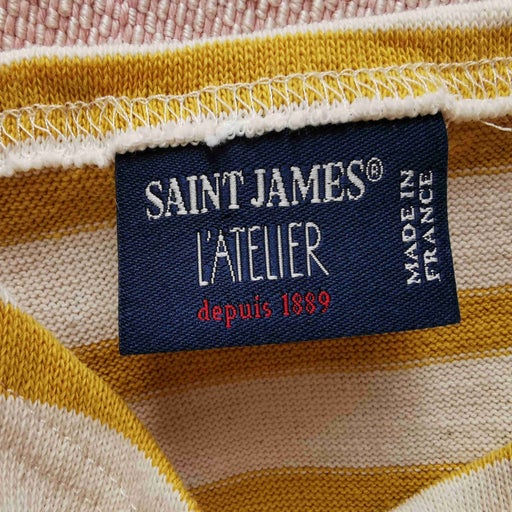 SAINT JAMES®
L'ATELIER
depuis 1889
MADE IN
FRANCE